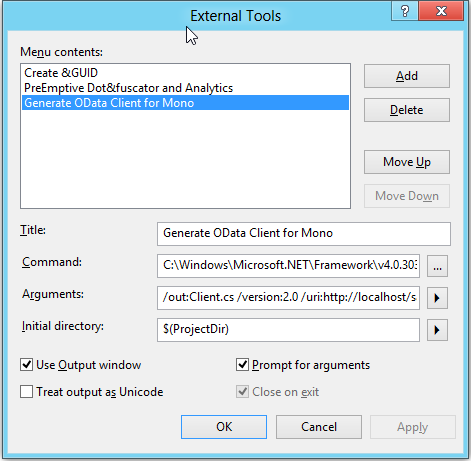 External Tools
?
Menu contents:
Create &GUID
PreEmptive Dot&fuscator and Analytics
Generate OData Client for Mono
Add
Delete
Move Up
Move Down
Title:
Generate OData Client for Mono
Command:
C:\Windows\Microsoft.NET\Framework\v4.0.303
...
Arguments:
/out:Client.cs /version:2.0 /uri:http://localhost/s
Initial directory:
$(ProjectDir)
Use Output window
Prompt for arguments
Treat output as Unicode
Close on exit
OK
Cancel
Apply